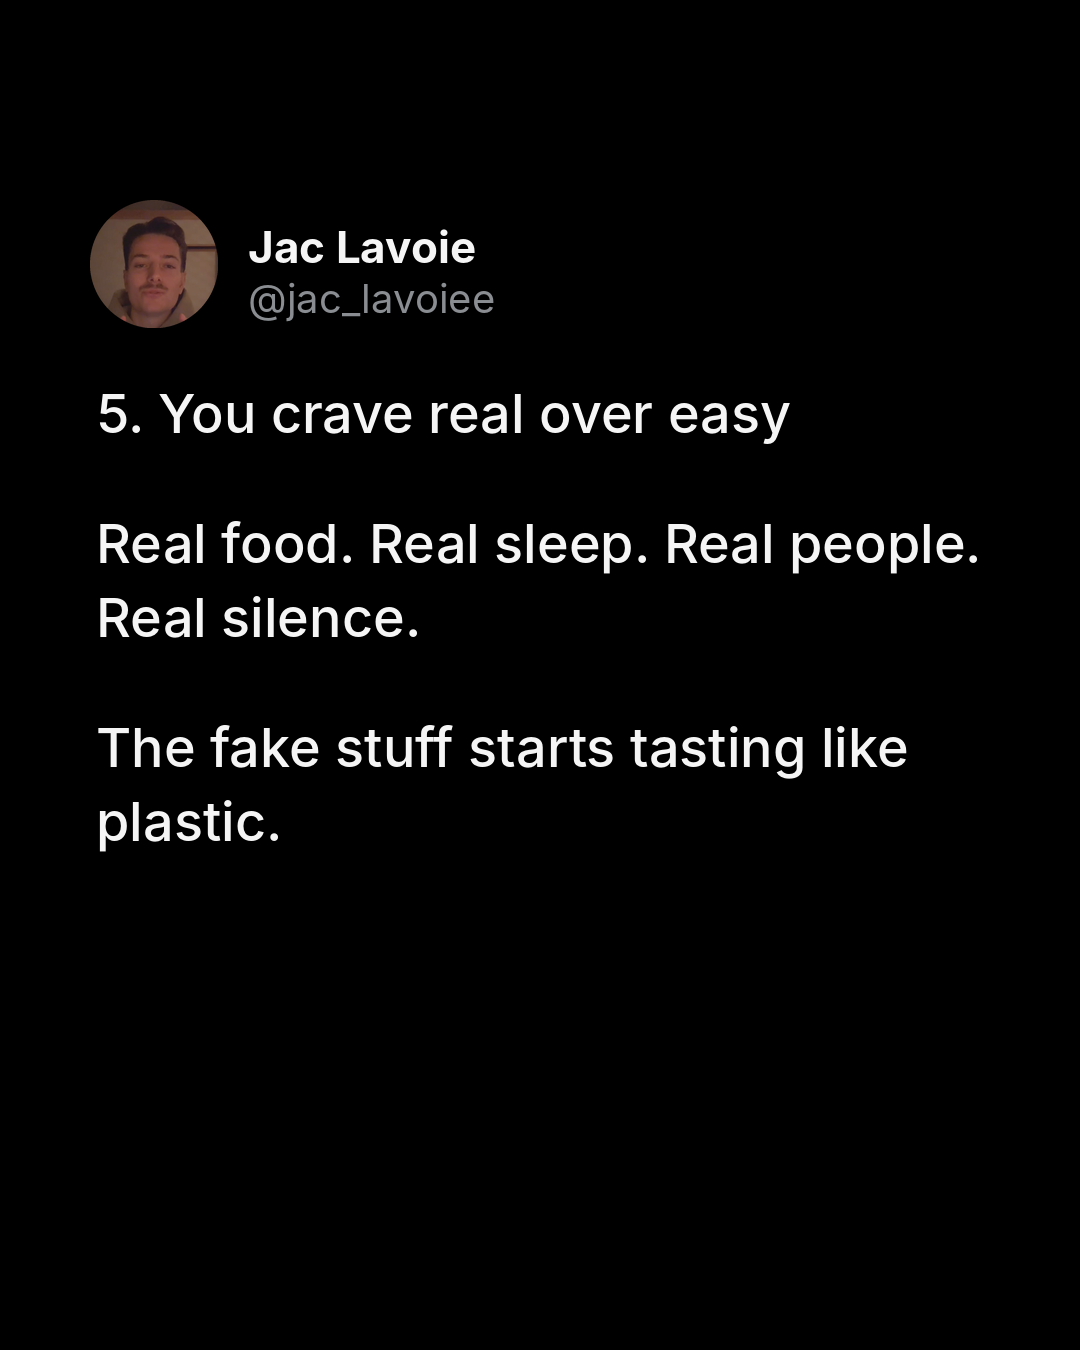 Jac Lavoie
@jac_lavoiee
5. You crave real over easy
Real food. Real sleep. Real people.
Real silence.
The fake stuff starts tasting like
plastic.